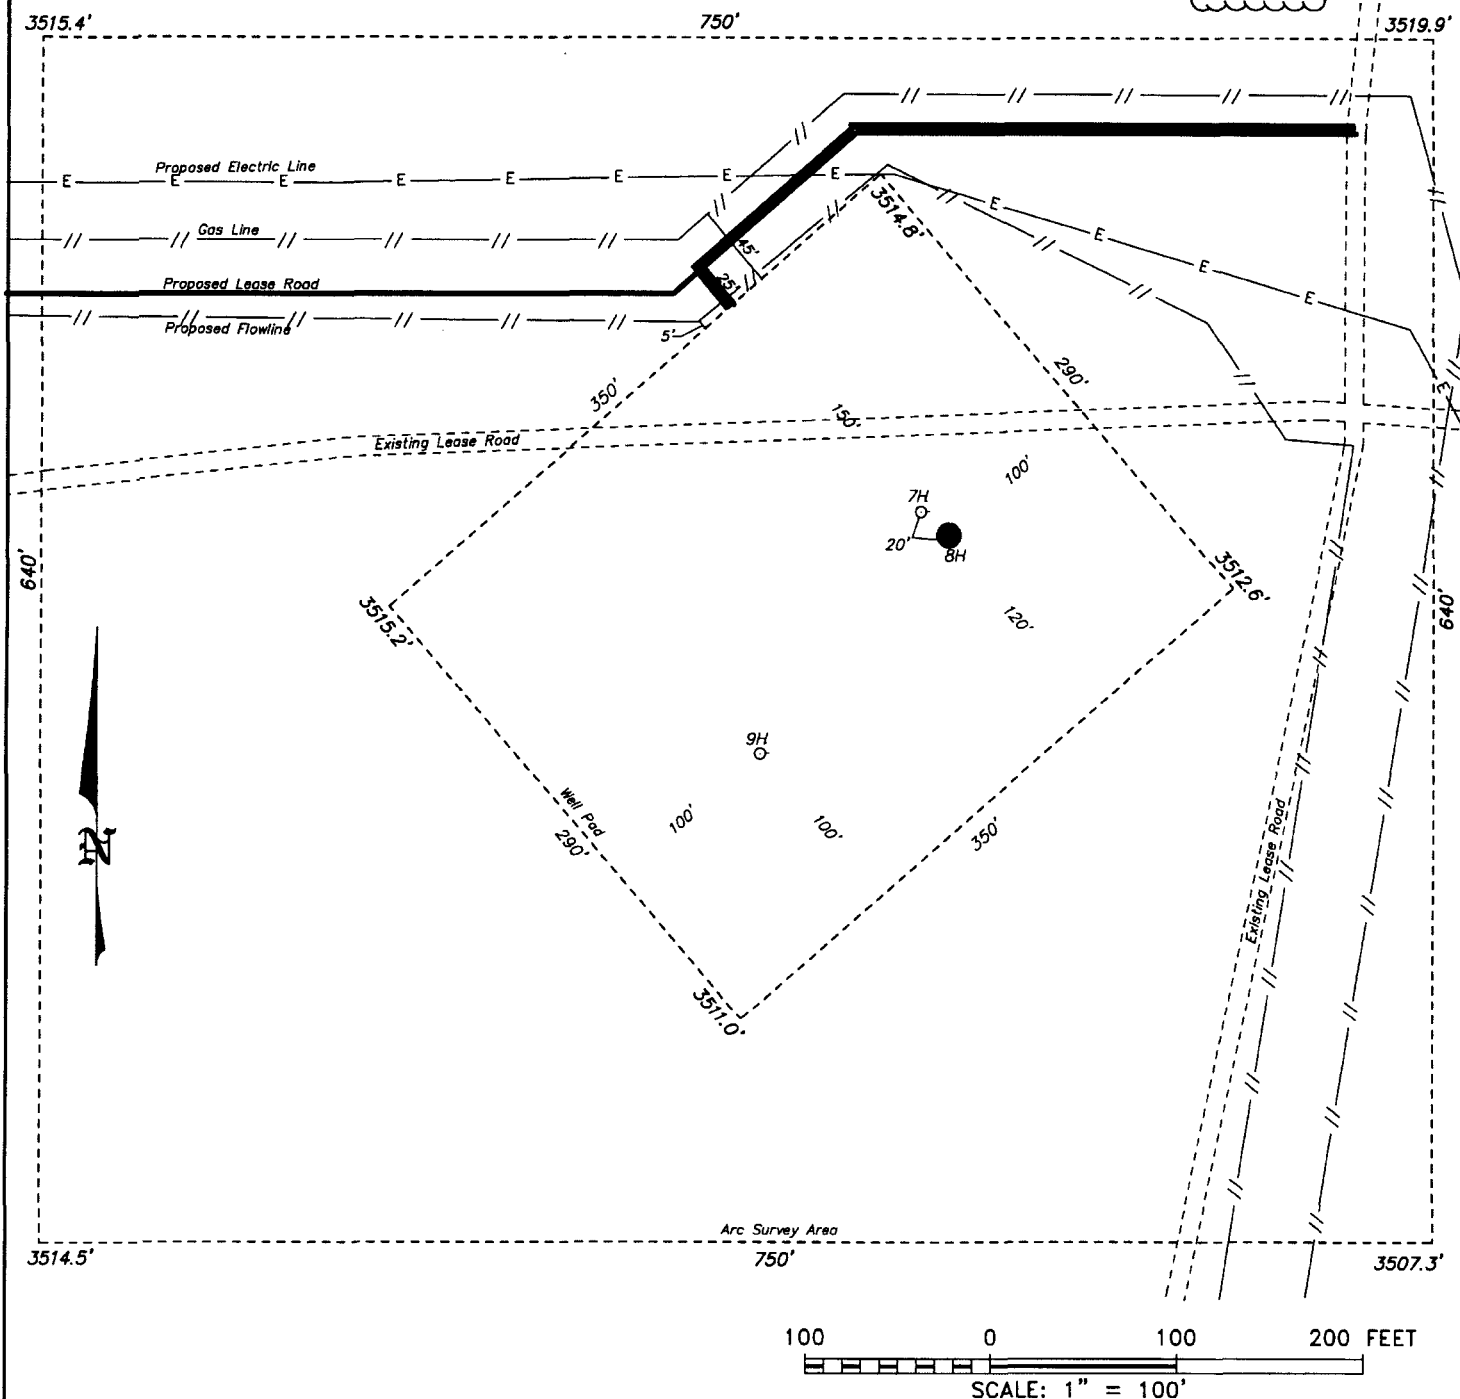 3515.4'
750'
3519.9'
Proposed Electric Line
E E E E E E E E
Gas Line
3514.8'
45'
E
E
E
E
E
Proposed Lease Road
Proposed Flowline
5'
350'
290'
150'
Existing Lease Road
100'
7H
20'
8H
640'
3512.6'
640'
3515.2'
120'
9H
Well Pad
290'
100'
100'
350'
Existing Lease Road
N
3511.0'
Arc Survey Area
3514.5'
750'
3507.3'
100 0 100 200 FEET
SCALE: 1" = 100'